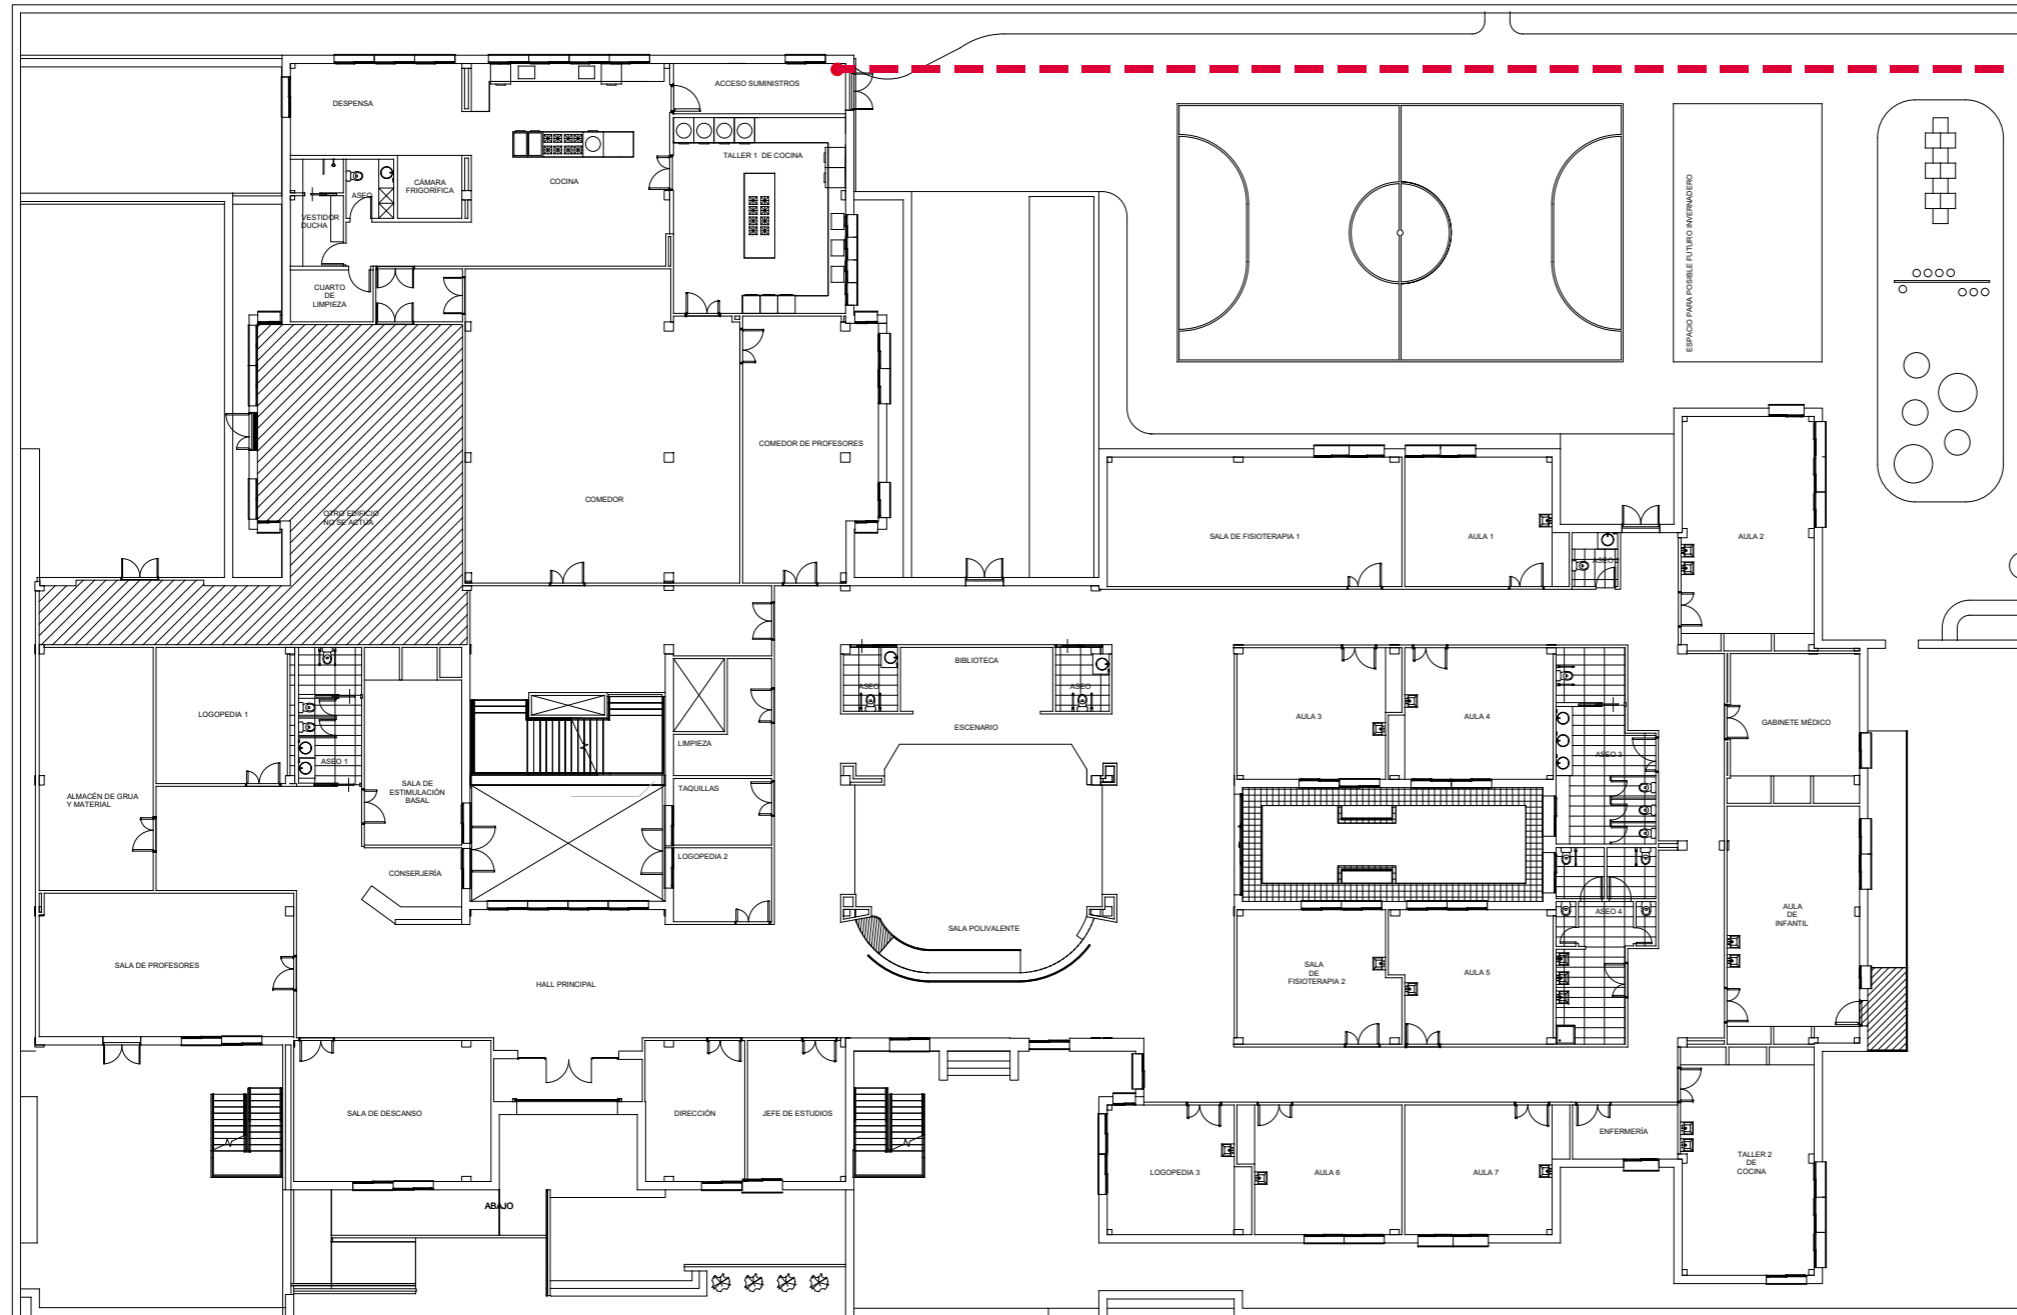 ACCESO SUMINISTROS
DESPENSA
TALLER 1 DE COCINA
COCINA
CÁMARA
FRIGORÍFICA
ASEO
VESTIDOR
DUCHA
CUARTO
DE
LIMPIEZA
ESPACIO PARA POSIBLE FUTURO INVERNADERO
COMEDOR DE PROFESORES
COMEDOR
OTRO EDIFICIO
NO SE ACTÚA
SALA DE FISIOTERAPIA 1
AULA 1
AULA 2
BIBLIOTECA
ASEO
ASEO
ESCENARIO
LOGOPEDIA 1
AULA 3
AULA 4
GABINETE MÉDICO
LIMPIEZA
ASEO 1
ASEO 3
SALA DE
ESTIMULACIÓN
BASAL
TAQUILLAS
ALMACÉN DE GRUA
Y MATERIAL
LOGOPEDIA 2
CONSERJERÍA
ASEO 4
AULA
DE
INFANTIL
SALA POLIVALENTE
SALA DE PROFESORES
HALL PRINCIPAL
SALA
DE
FISIOTERAPIA 2
AULA 5
SALA DE DESCANSO
DIRECCIÓN
JEFE DE ESTUDIOS
ENFERMERÍA
LOGOPEDIA 3
AULA 6
AULA 7
TALLER 2
DE
COCINA
ABAJO